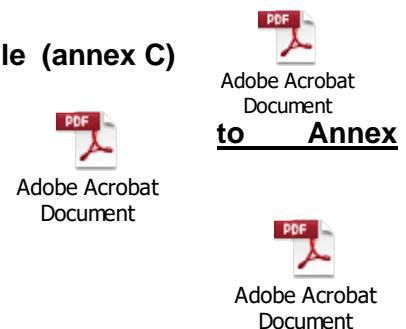 PDF
le (annex C)
Adobe Acrobat
Document
to Annex
PDF
Adobe Acrobat
Document
PDF
Adobe Acrobat
Document